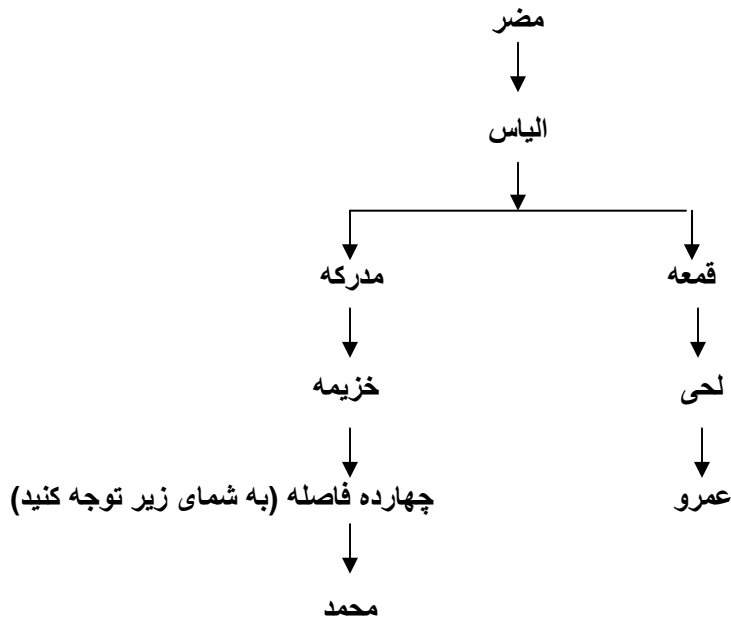 مضر
الیاس
قمعه مدرکه
لحی خزیمه
عمرو چهارده فاصله (به شمای زیر توجه کنید)
محمد